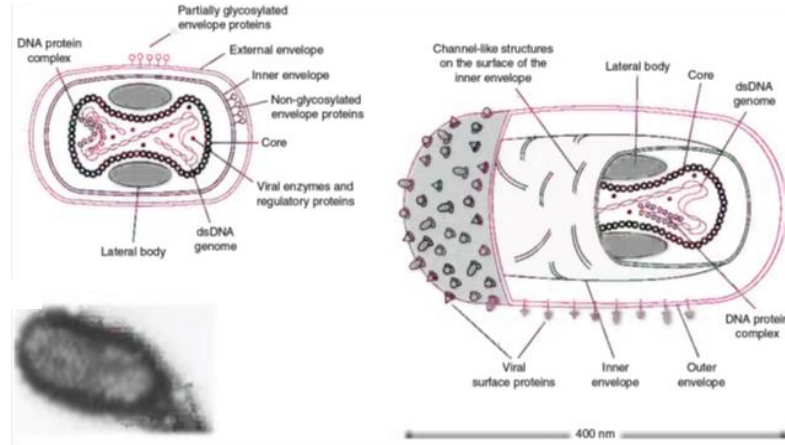 Partially glycosylated
envelope proteins
DNA protein
complex
External envelope
Inner envelope
Non-glycosylated
envelope proteins
Core
Viral enzymes and
regulatory proteins
dsDNA
genome
Lateral body
Channel-like structures
on the surface of the
inner envelope
Lateral body
Core
dsDNA
genome
DNA protein
complex
Viral
surface proteins
Inner
envelope
Outer
envelope
400 nm